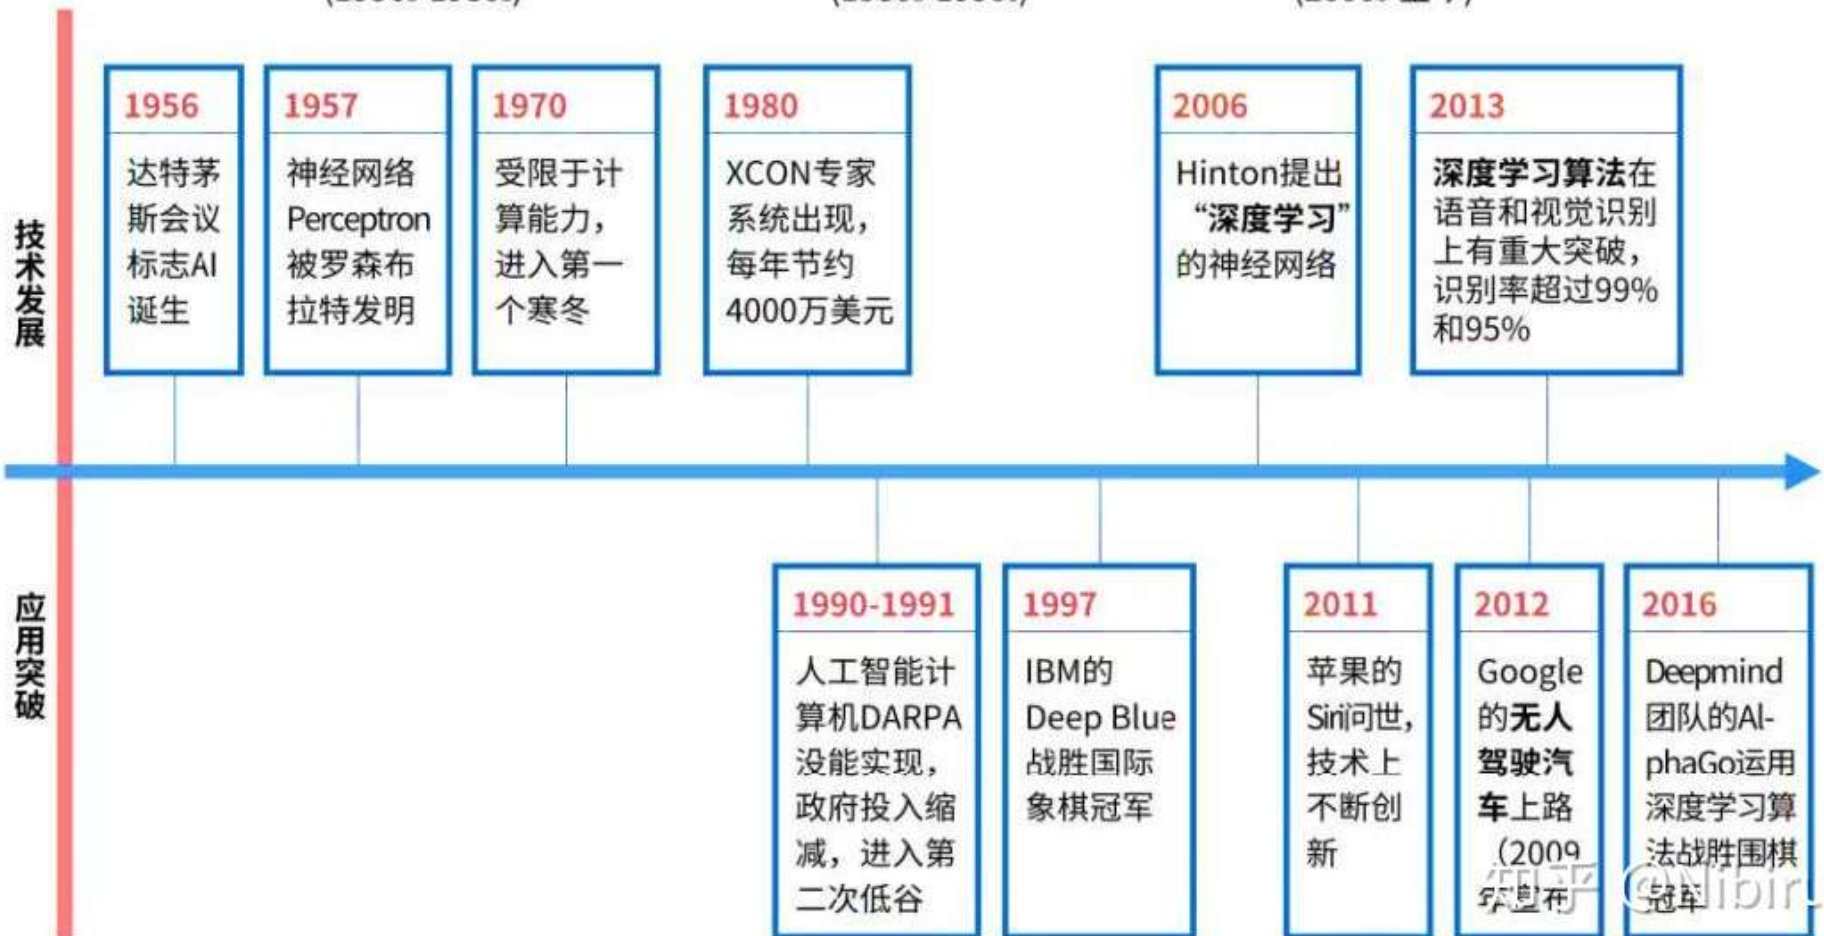 技术发展
1956
达特茅
斯会议
标志AI
诞生
1957
神经网络
Perceptron
被罗森布
拉特发明
1970
受限于计
算能力，
进入第一
个寒冬
1980
XCON专家
系统出现，
每年节约
4000万美元
2006
Hinton提出
“深度学习”
的神经网络
2013
深度学习算法在
语音和视觉识别
上有重大突破，
识别率超过99%
和95%
应用突破
1990-1991
人工智能计
算机DARPA
没能实现，
政府投入缩
减，进入第
二次低谷
1997
IBM的
Deep Blue
战胜国际
象棋冠军
2011
苹果的
Siri问世，
技术上
不断创
新
2012
Google
的无人
驾驶汽
车上路
（2009
年宣布
2016
Deepmind
团队的Al-
phaGo运用
深度学习算
法战胜围棋
冠军
知乎 @Nibiru